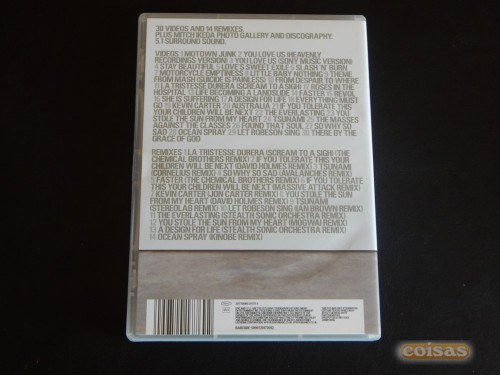 30 VIDEOS AND 14 REMIXES,
PLUS MITCH IKEDA PHOTO GALLERY AND DISCOGRAPHY.
5.1 SURROUND SOUND.
VIDEOS 1 MOTOWN JUNK 2 YOU LOVE US (HEAVENLY
RECORDINGS VERSION) 3 YOU LOVE US (SONY MUSIC VERSION)
4 STAY BEAUTIFUL 5 LOVE'S SWEET EXILE 6 SLASH 'N' BURN
7 MOTORCYCLE EMPTINESS 8 LITTLE BABY NOTHING 9 THEME
FROM MASH (SUICIDE IS PAINLESS) 10 FROM DESPAIR TO WHERE
11 LA TRISTESSE DURERA (SCREAM TO A SIGH) 12 ROSES IN THE
HOSPITAL 13 LIFE BECOMING A LANDSLIDE 14 FASTER 15 REVOL
16 SHE IS SUFFERING 17 A DESIGN FOR LIFE 18 EVERYTHING MUST
GO 19 KEVIN CARTER 20 AUSTRALIA 21 IF YOU TOLERATE THIS
YOUR CHILDREN WILL BE NEXT 22 THE EVERLASTING 23 YOU
STOLE THE SUN FROM MY HEART 24 TSUNAMI 25 THE MASSES
AGAINST THE CLASSES 26 FOUND THAT SOUL 27 SO WHY SO
SAD 28 OCEAN SPRAY 29 LET ROBESON SING 30 THERE BY THE
GRACE OF GOD
REMIXES 1 LA TRISTESSE DURERA (SCREAM TO A SIGH) (THE
CHEMICAL BROTHERS REMIX) 2 IF YOU TOLERATE THIS YOUR
CHILDREN WILL BE NEXT (DAVID HOLMES REMIX) 3 TSUNAMI
(CORNELIUS REMIX) 4 SO WHY SO SAD (AVALANCHES REMIX)
5 FASTER (THE CHEMICAL BROTHERS REMIX) 6 IF YOU TOLERATE
THIS YOUR CHILDREN WILL BE NEXT (MASSIVE ATTACK REMIX)
7 KEVIN CARTER (JON CARTER REMIX) 8 YOU STOLE THE SUN
FROM MY HEART (DAVID HOLMES REMIX) 9 TSUNAMI
(STEREOLAB REMIX) 10 LET ROBESON SING (IAN BROWN REMIX)
11 THE EVERLASTING (STEALTH SONIC ORCHESTRA REMIX)
12 YOU STOLE THE SUN FROM MY HEART (MOGWAI REMIX)
13 A DESIGN FOR LIFE (STEALTH SONIC ORCHESTRA REMIX)
14 OCEAN SPRAY (KINOBE REMIX)
coisas